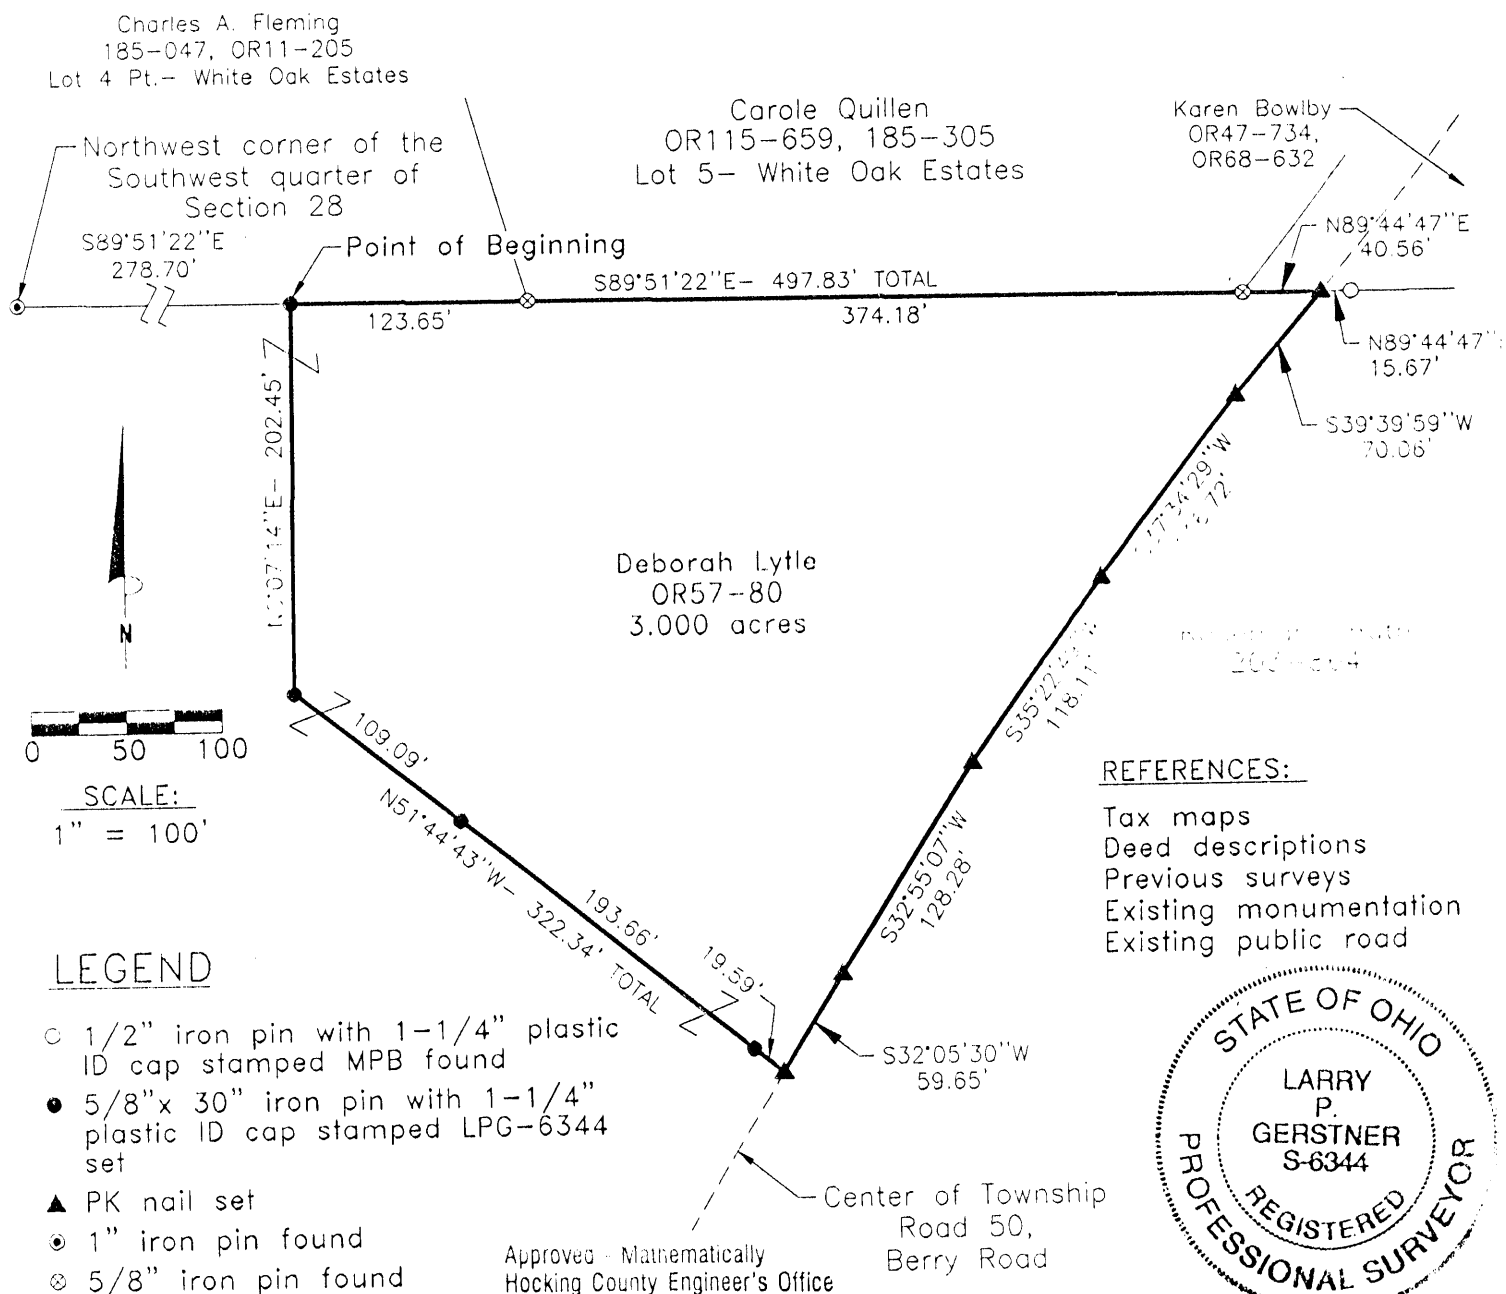 Charles A. Fleming
185-047, OR11-205
Lot 4 Pt.- White Oak Estates
Northwest corner of the
Southwest quarter of
Section 28
Carole Quillen
OR115-659, 185-305
Lot 5- White Oak Estates
Karen Bowlby
OR47-734,
OR68-632
S89°51'22"E
278.70'
Point of Beginning
S89°51'22"E- 497.83' TOTAL
123.65'
374.18'
N89°44'47"E
40.56'
N89°44'47"
15.67'
S39°39'59"W
70.06'
07'14"E- 202.45'
34'29"W
72'
Deborah Lytle
OR57-80
3.000 acres
S35°22'
118.11'
N
0 50 100
SCALE:
1" = 100'
109.09'
N51°44'43"W- 322.34' TOTAL
193.66'
19.59'
S32°55'07"W
128.28'
S32°05'30"W
59.65'
REFERENCES:
Tax maps
Deed descriptions
Previous surveys
Existing monumentation
Existing public road
LEGEND
1/2" iron pin with 1-1/4" plastic
ID cap stamped MPB found
5/8"x 30" iron pin with 1-1/4"
plastic ID cap stamped LPG-6344
set
PK nail set
1" iron pin found
5/8" iron pin found
Center of Township
Road 50,
Berry Road
Approved - Mathematically
Hocking County Engineer's Office
STATE OF OHIO
LARRY
P.
GERSTNER
S-6344
REGISTERED
PROFESSIONAL SURVEYOR